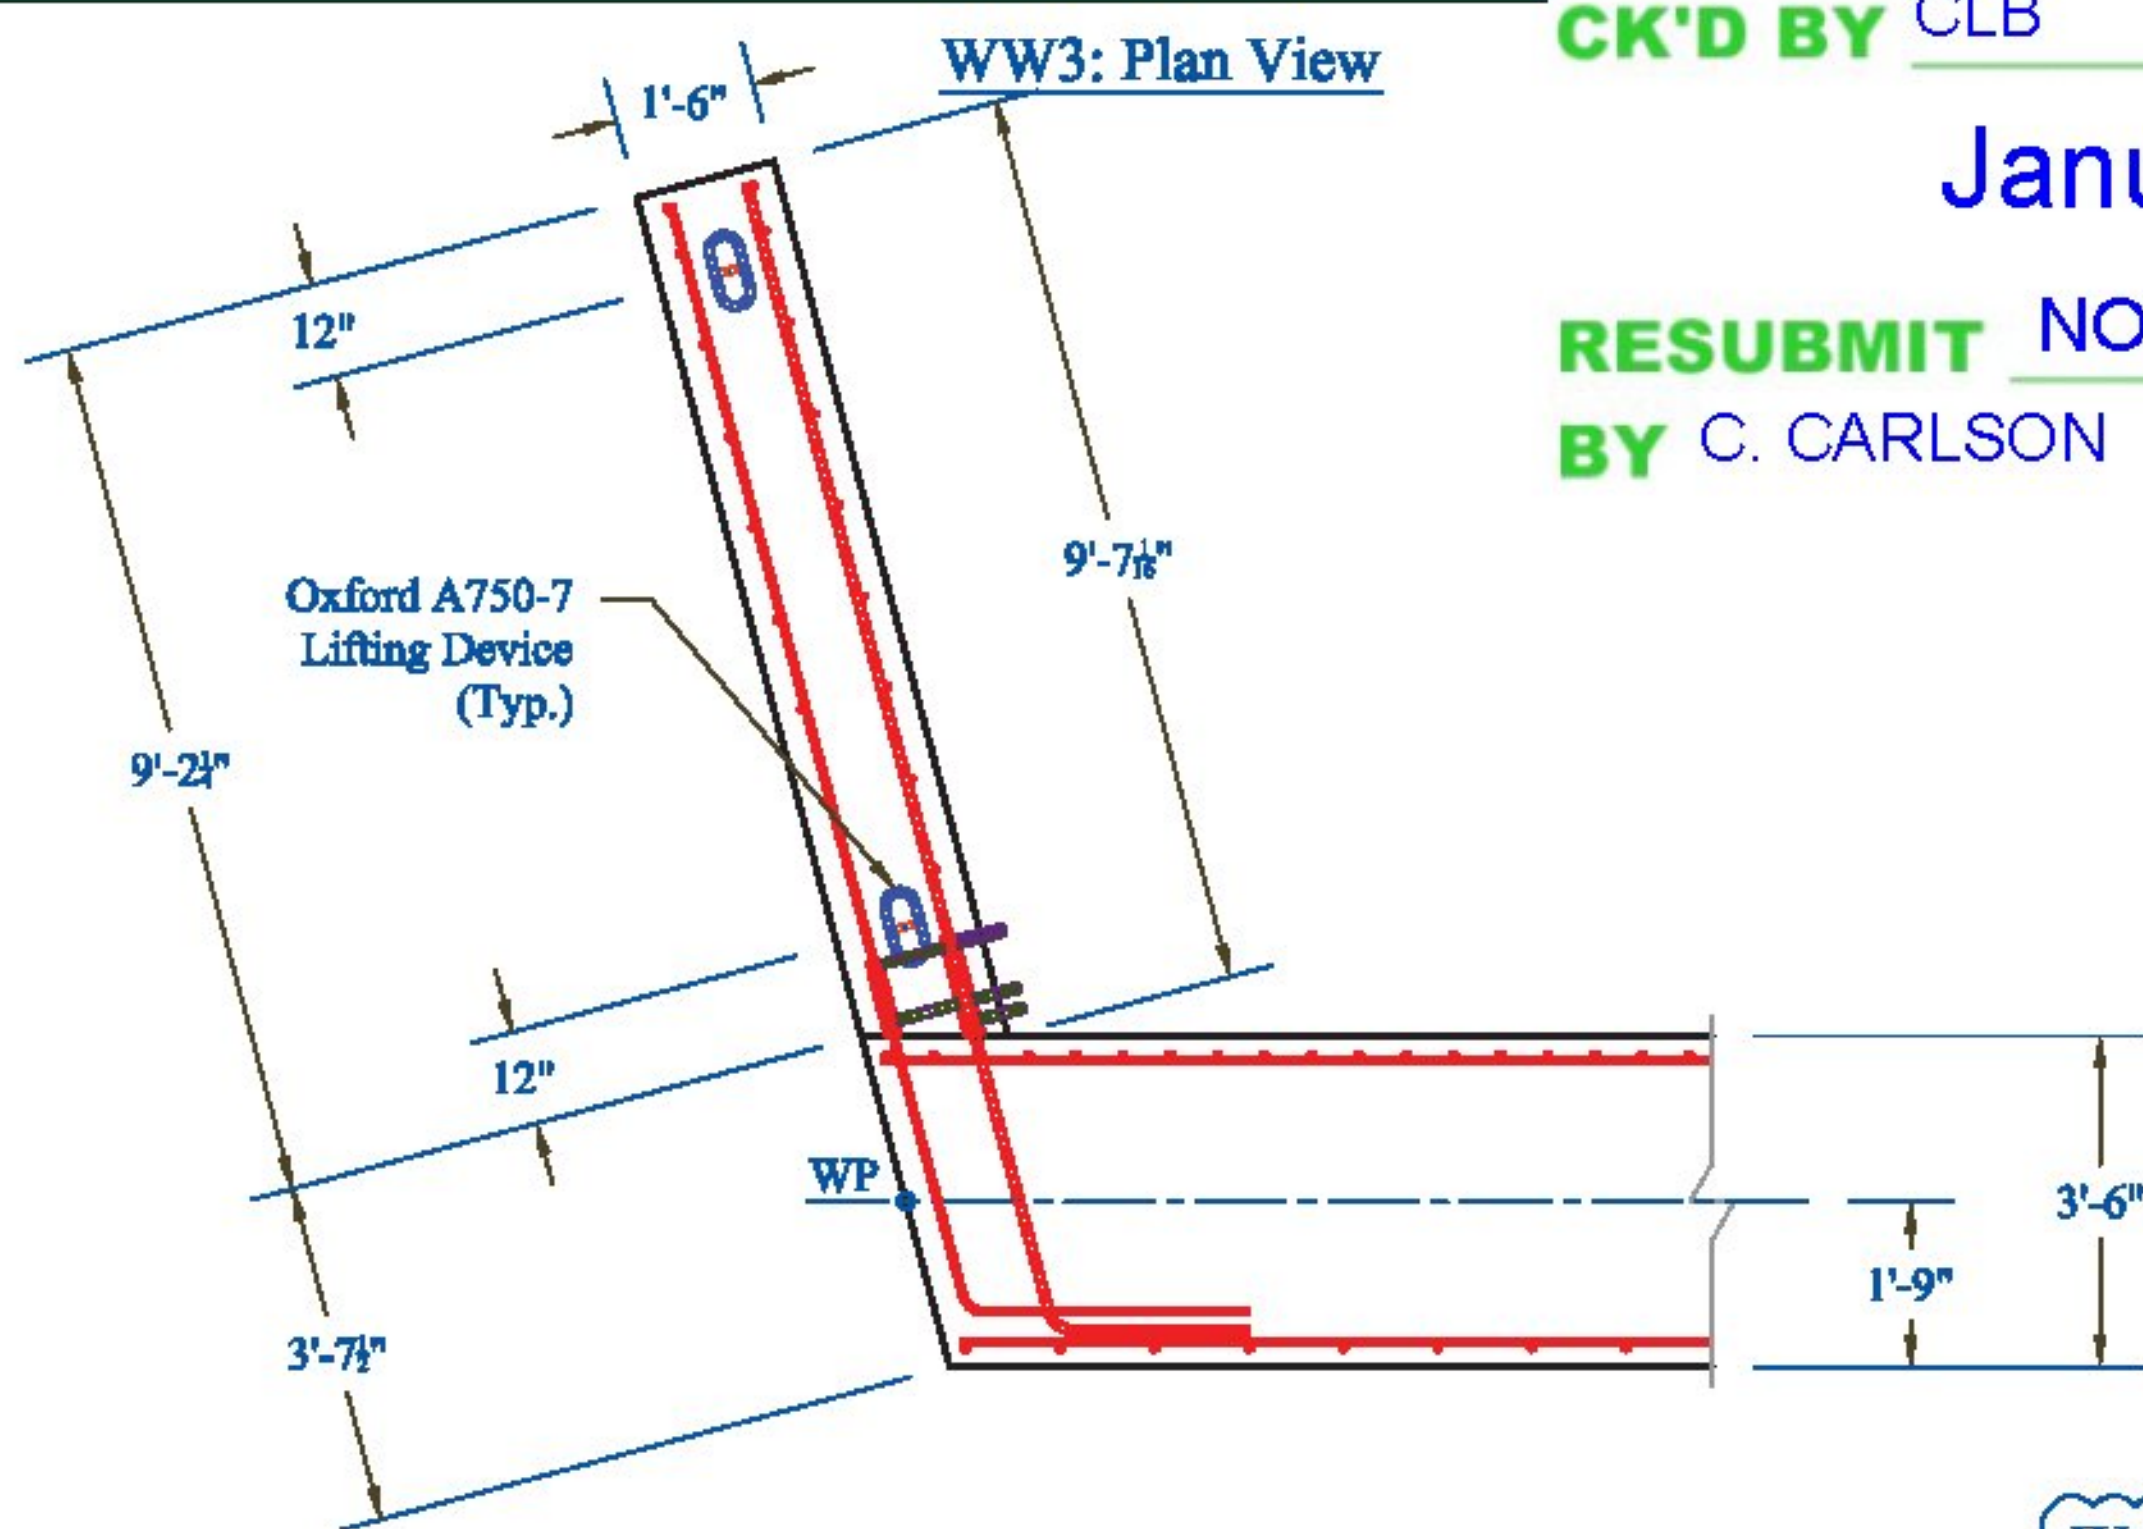 CK'D BY CLB
WW3: Plan View
1'-6"
Janu
12"
RESUBMIT NO
BY C. CARLSON
9'-7 1/16"
Oxford A750-7
Lifting Device
(Typ.)
9'-2 1/4"
12"
WP
3'-6"
1'-9"
3'-7 1/2"